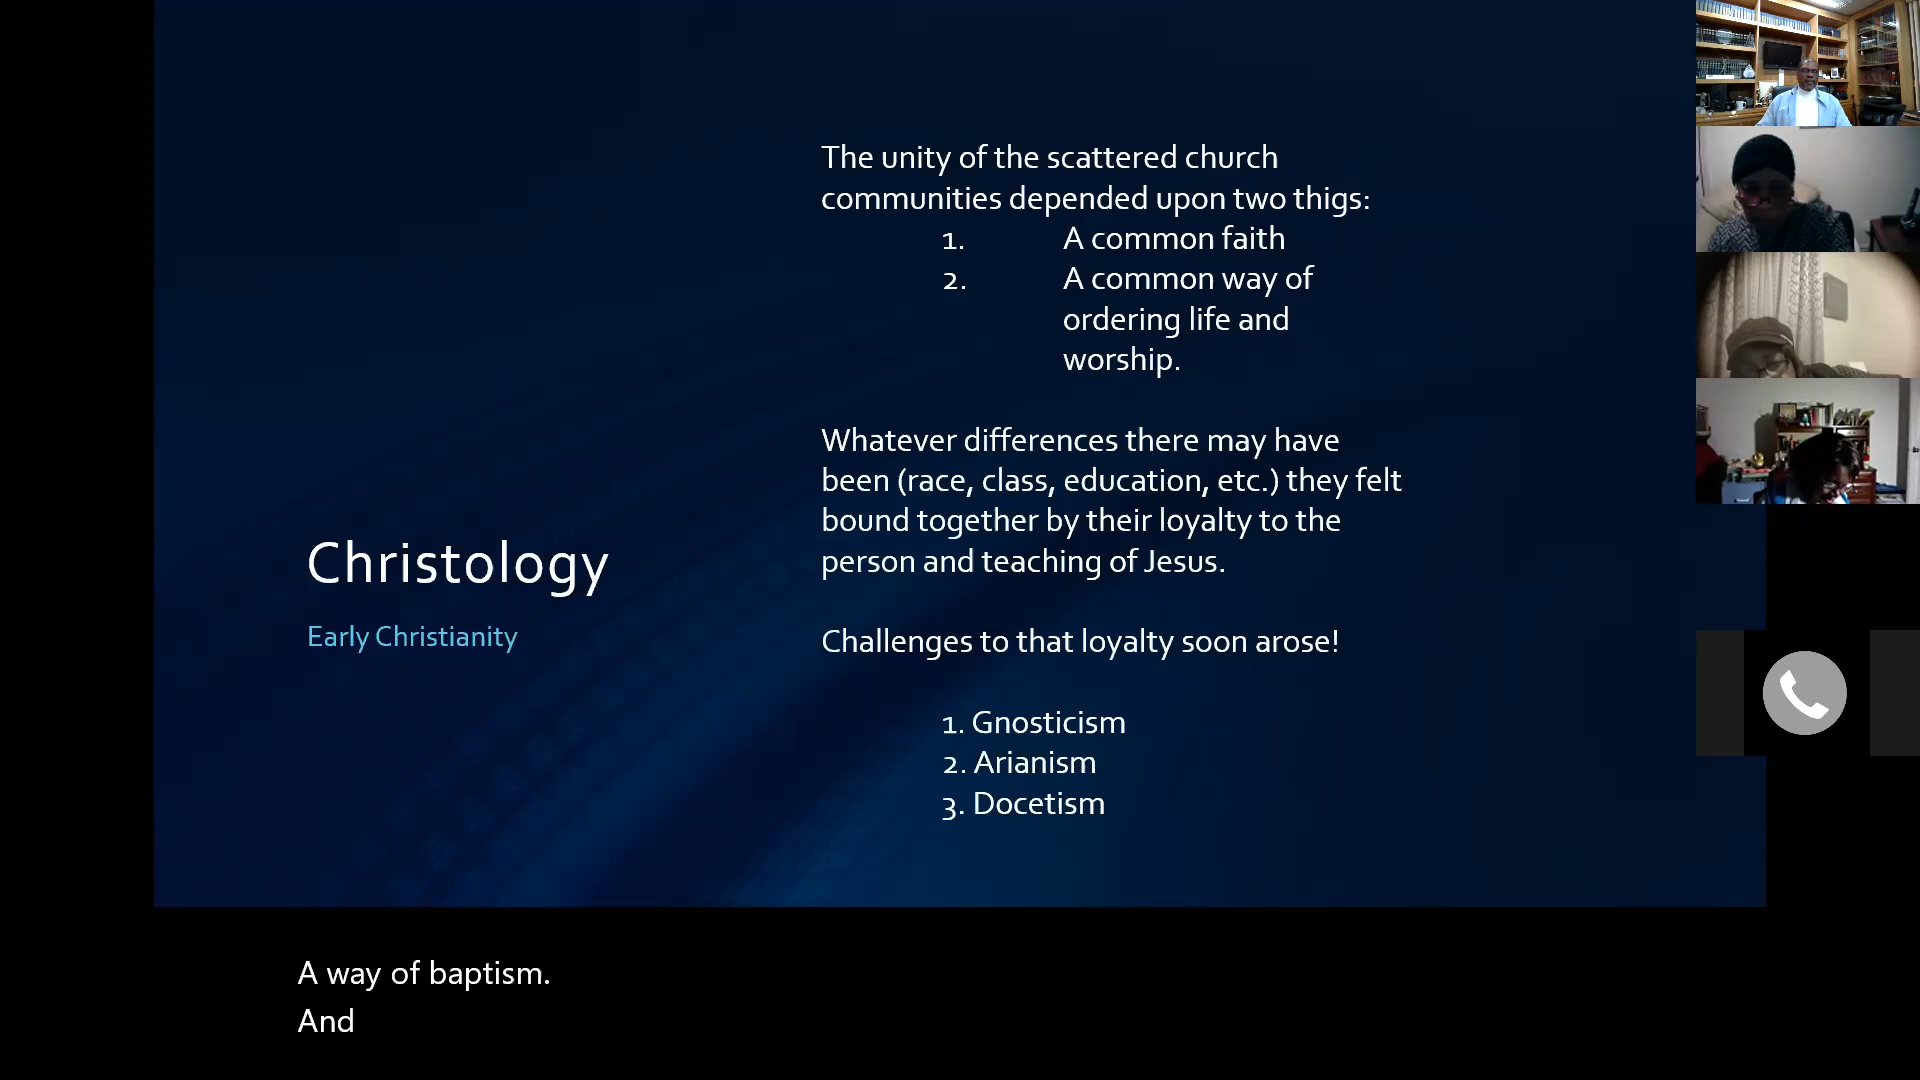 The unity of the scattered church
communities depended upon two thigs:
1. A common faith
2. A common way of
ordering life and
worship.
Whatever differences there may have
been (race, class, education, etc.) they felt
bound together by their loyalty to the
person and teaching of Jesus.
Challenges to that loyalty soon arose!
1. Gnosticism
2. Arianism
3. Docetism
Christology
Early Christianity
A way of baptism.
And